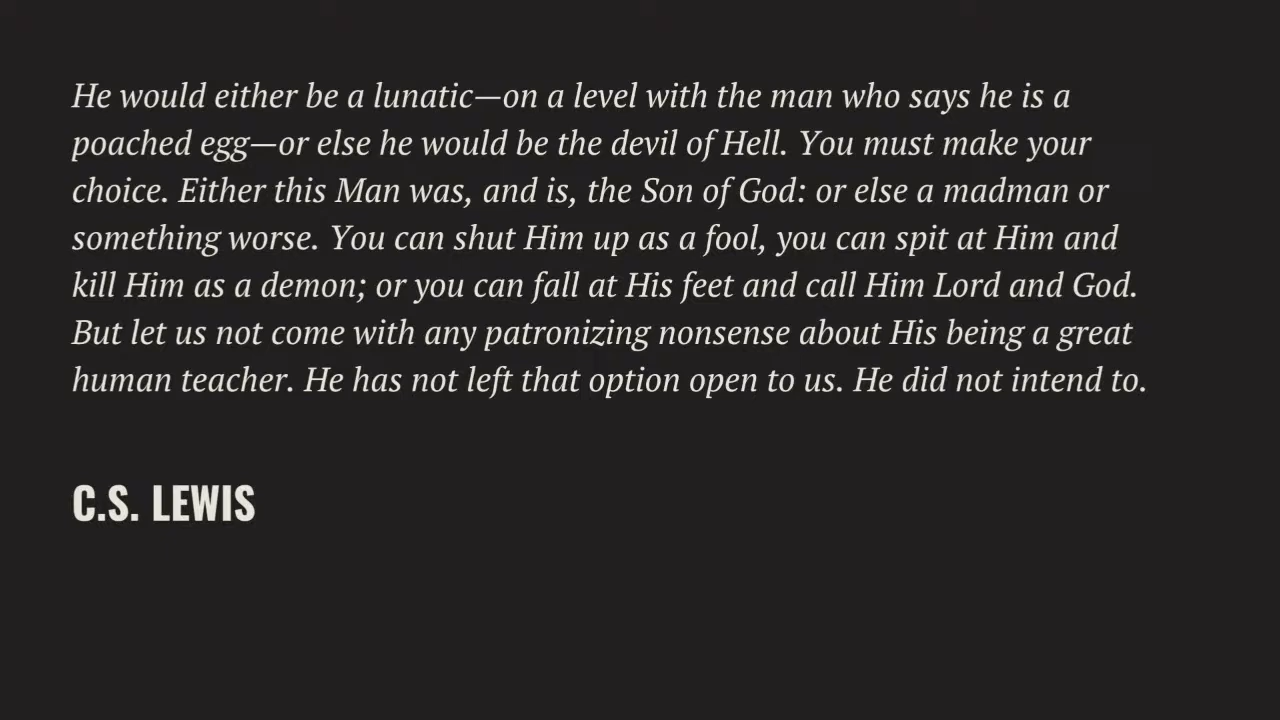 He would either be a lunatic—on a level with the man who says he is a
poached egg—or else he would be the devil of Hell. You must make your
choice. Either this Man was, and is, the Son of God: or else a madman or
something worse. You can shut Him up as a fool, you can spit at Him and
kill Him as a demon; or you can fall at His feet and call Him Lord and God.
But let us not come with any patronizing nonsense about His being a great
human teacher. He has not left that option open to us. He did not intend to.
C.S. LEWIS